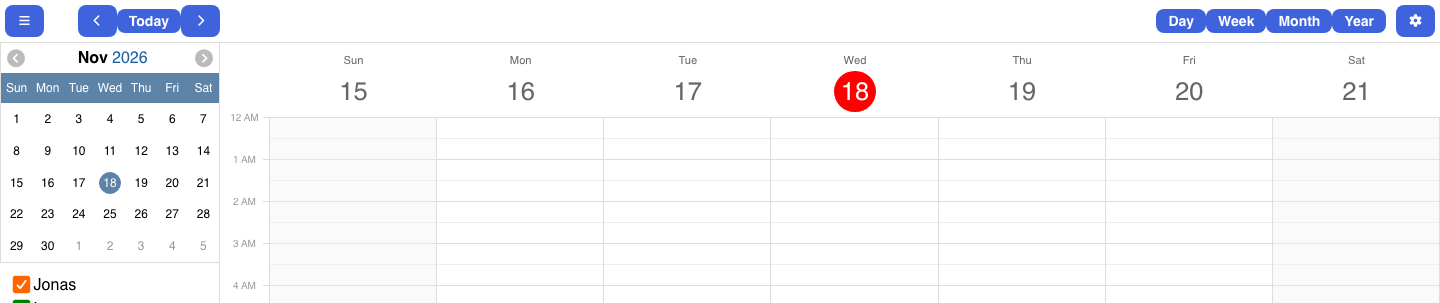 Today
Day Week Month Year
Nov 2026
Sun Mon Tue Wed Thu Fri Sat
1 2 3 4 5 6 7
8 9 10 11 12 13 14
15 16 17 18 19 20 21
22 23 24 25 26 27 28
29 30 1 2 3 4 5
Jonas
Sun Mon Tue Wed Thu Fri Sat
15 16 17 18 19 20 21
12 AM
1 AM
2 AM
3 AM
4 AM